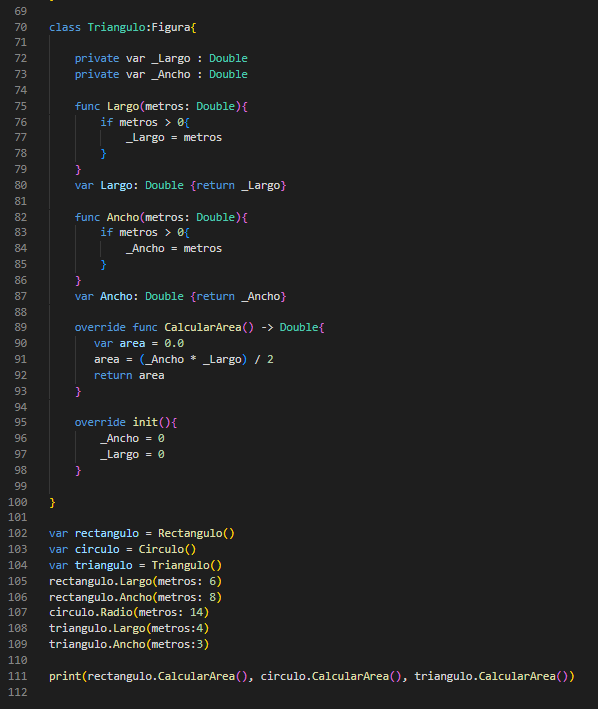 69
70 class Triangulo:Figura{
71
72     private var _Largo : Double
73     private var _Ancho : Double
74
75     func Largo(metros: Double){
76         if metros > 0{
77             _Largo = metros
78         }
79     }
80     var Largo: Double {return _Largo}
81
82     func Ancho(metros: Double){
83         if metros > 0{
84             _Ancho = metros
85         }
86     }
87     var Ancho: Double {return _Ancho}
88
89     override func CalcularArea() -> Double{
90        var area = 0.0
91        area = (_Ancho * _Largo) / 2
92        return area
93     }
94
95     override init(){
96         _Ancho = 0
97         _Largo = 0
98     }
99
100 }
101
102 var rectangulo = Rectangulo()
103 var circulo = Circulo()
104 var triangulo = Triangulo()
105 rectangulo.Largo(metros: 6)
106 rectangulo.Ancho(metros: 8)
107 circulo.Radio(metros: 14)
108 triangulo.Largo(metros:4)
109 triangulo.Ancho(metros:3)
110
111 print(rectangulo.CalcularArea(), circulo.CalcularArea(), triangulo.CalcularArea())
112